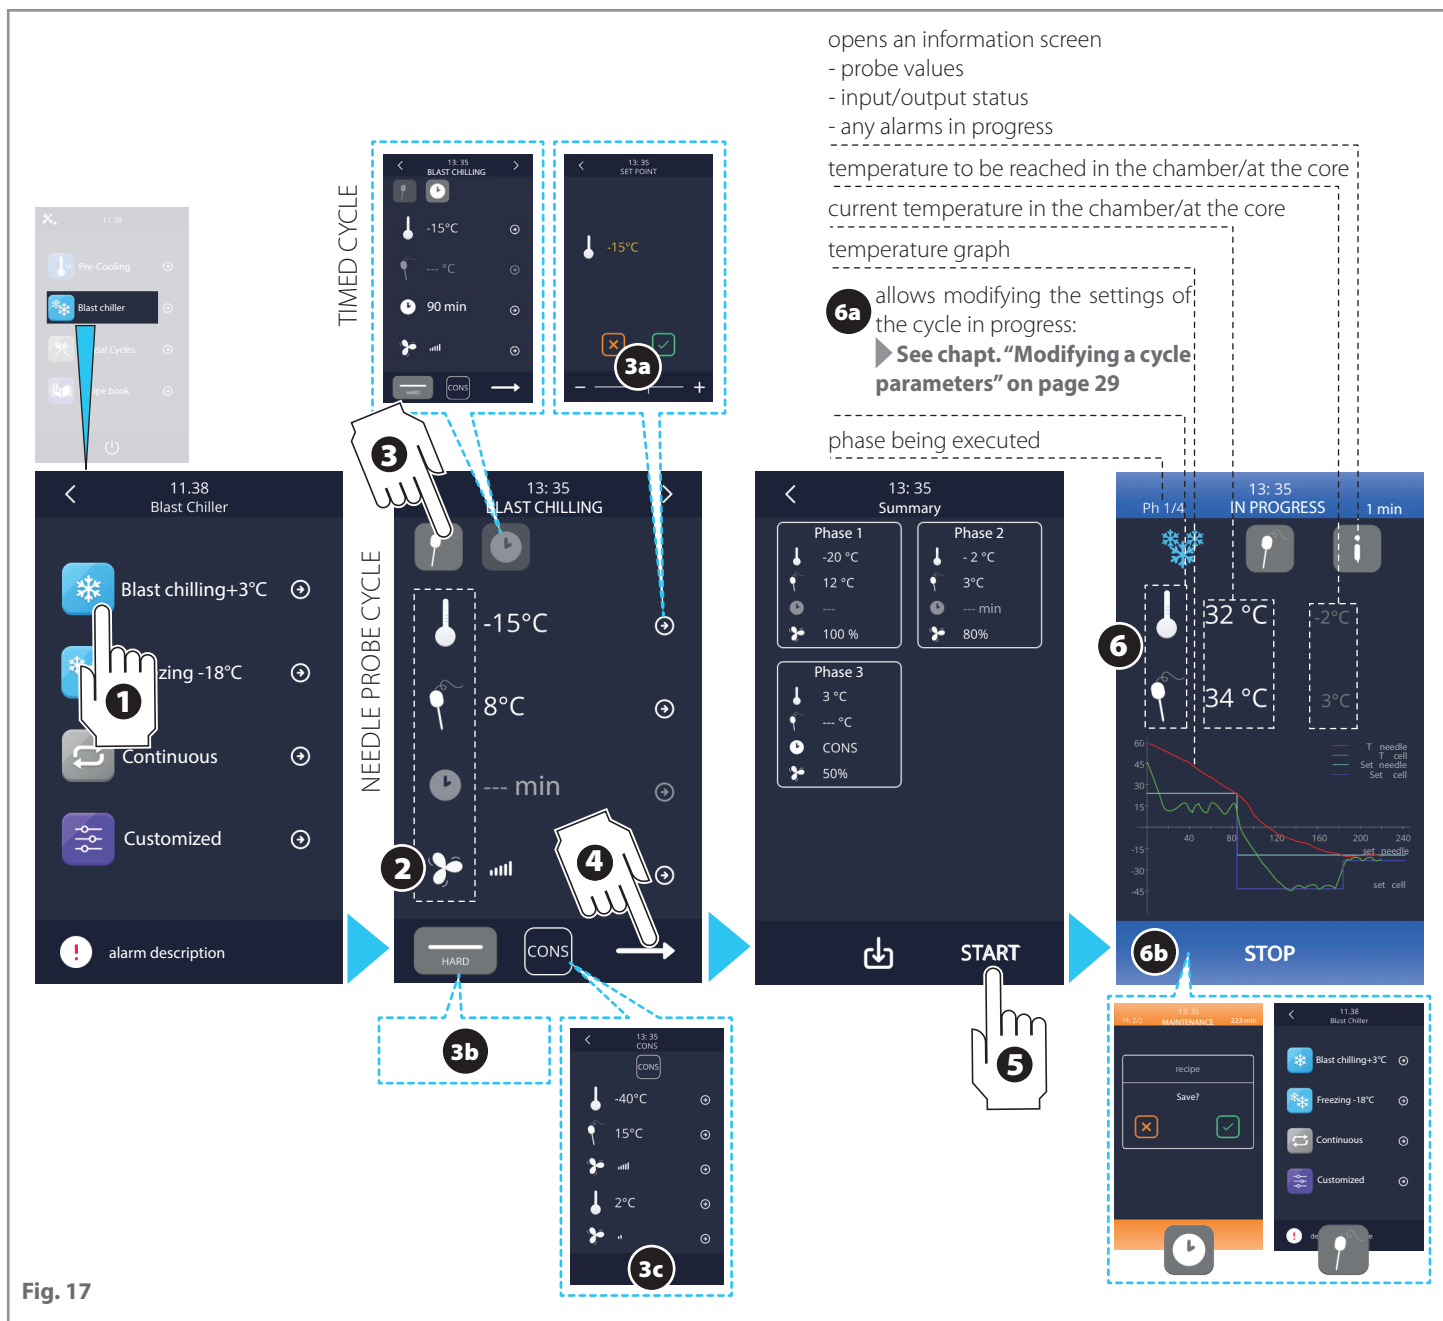 opens an information screen
- probe values
- input/output status
- any alarms in progress
temperature to be reached in the chamber/at the core
current temperature in the chamber/at the core
temperature graph
6a
allows modifying the settings of
the cycle in progress:
See chapt. “Modifying a cycle
parameters” on page 29
phase being executed
11.38
Pre-Cooling
Blast chiller
ial Cycles
pe book
TIMED CYCLE
13: 35
BLAST CHILLING
-15°C
--- °C
90 min
HARD
CONS
13: 35
SET POINT
-15°C
3a
- +
3
11.38
Blast Chiller
Blast chilling+3°C
ezing -18°C
Continuous
Customized
alarm description
1
NEEDLE PROBE CYCLE
13: 35
BLAST CHILLING
-15°C
8°C
--- min
2
4
HARD
CONS
3b
13: 35
CONS
CONS
-40°C
15°C
2°C
3c
13: 35
Summary
Phase 1
-20 °C
12 °C
---
100 %
Phase 2
- 2 °C
3°C
--- min
80%
Phase 3
3 °C
--- °C
CONS
50%
START
5
13: 35
Ph 1/4 IN PROGRESS 1 min
6
32 °C -2°C
34 °C 3°C
60
45
30
15
-15
-30
-45
40 80 120 160 200 240
T needle
T cell
Set needle
Set cell
set needle
set cell
6b
STOP
13: 35
Ph 2/2 MAINTENANCE 223 min
recipe
Save?
11.38
Blast Chiller
Blast chilling+3°C
Freezing -18°C
Continuous
Customized
de
e
Fig. 17